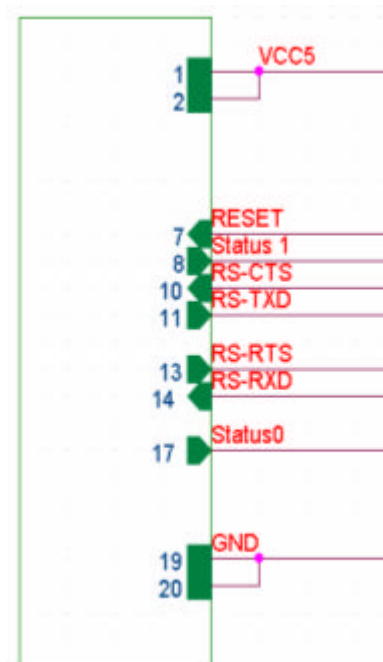 VCC5
1
2
RESET
7
Status 1
8
RS-CTS
10
RS-TXD
11
RS-RTS
13
RS-RXD
14
Status0
17
GND
19
20